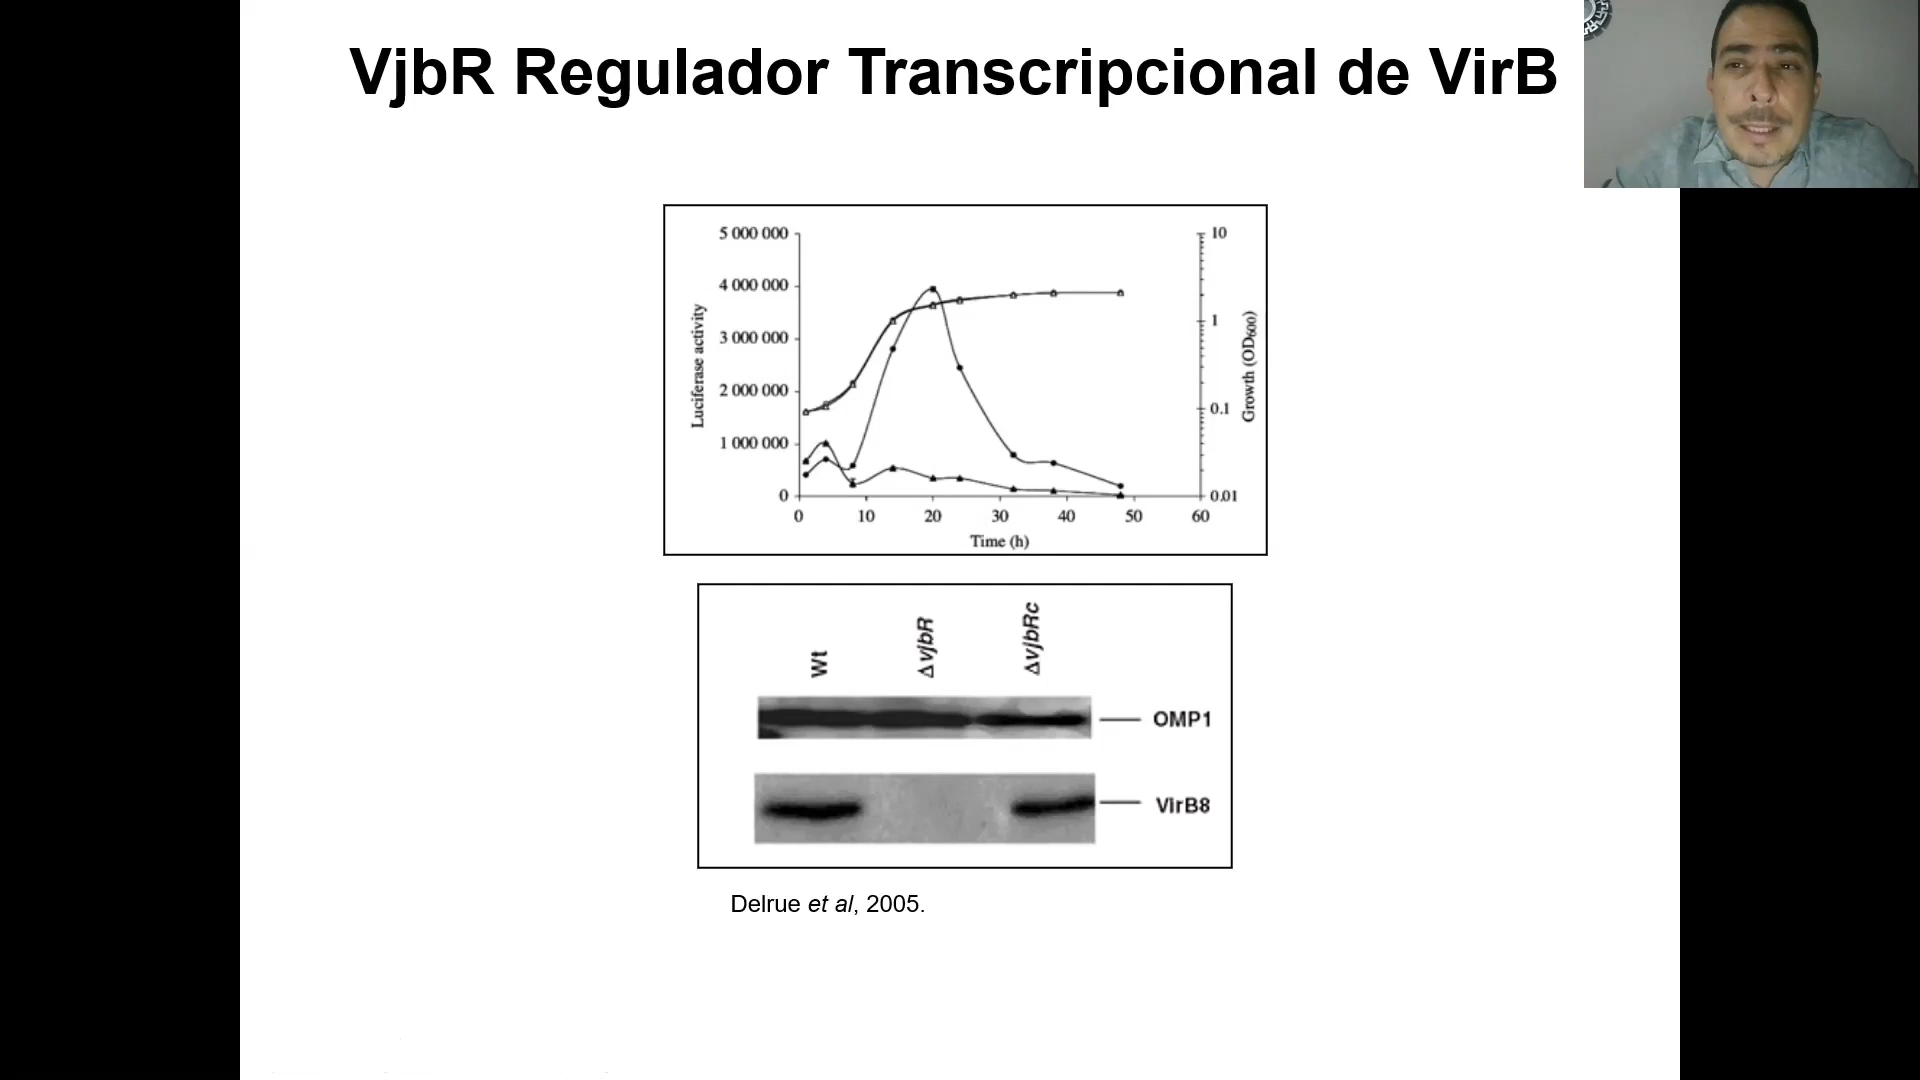 VjbR Regulador Transcripcional de VirB
5 000 000
4 000 000
3 000 000
2 000 000
1 000 000
0
Luciferase activity
10
1
0.1
0.01
Growth (OD600)
0 10 20 30 40 50 60
Time (h)
Wt
ΔvjbR
ΔvjbRc
OMP1
VirB8
Delrue et al, 2005.